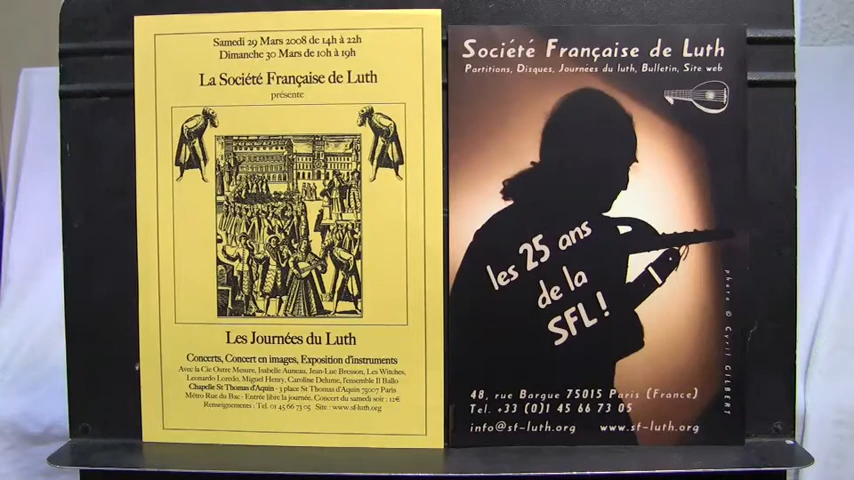 Samedi 29 Mars 2008 de 14h à 22h
Dimanche 30 Mars de 10h à 19h
La Société Française de Luth
présente
Les Journées du Luth
Concerts, Concert en images, Exposition d'instruments
Avec la Cie Outre Mesure, Isabelle Auneau, Jean-Luc Bresson, Les Witches,
Leonardo Loredo, Miguel Henry, Caroline Delume, l'ensemble Il Ballo
Chapelle St Thomas d'Aquin - 3 place St Thomas d'Aquin 75007 Paris
Métro Rue du Bac - Entrée libre la journée. Concert du samedi soir : 12€
Renseignements : Tel. 01 45 66 73 05 Site : www.sf-luth.org
Société Française de Luth
Partitions, Disques, Journées du luth, Bulletin, Site web
les 25 ans
de la
SFL !
photo © Cyril GILBERT
48, rue Bargue 75015 Paris (France)
Tel. +33 (0)1 45 66 73 05
info@sf-luth.org www.sf-luth.org